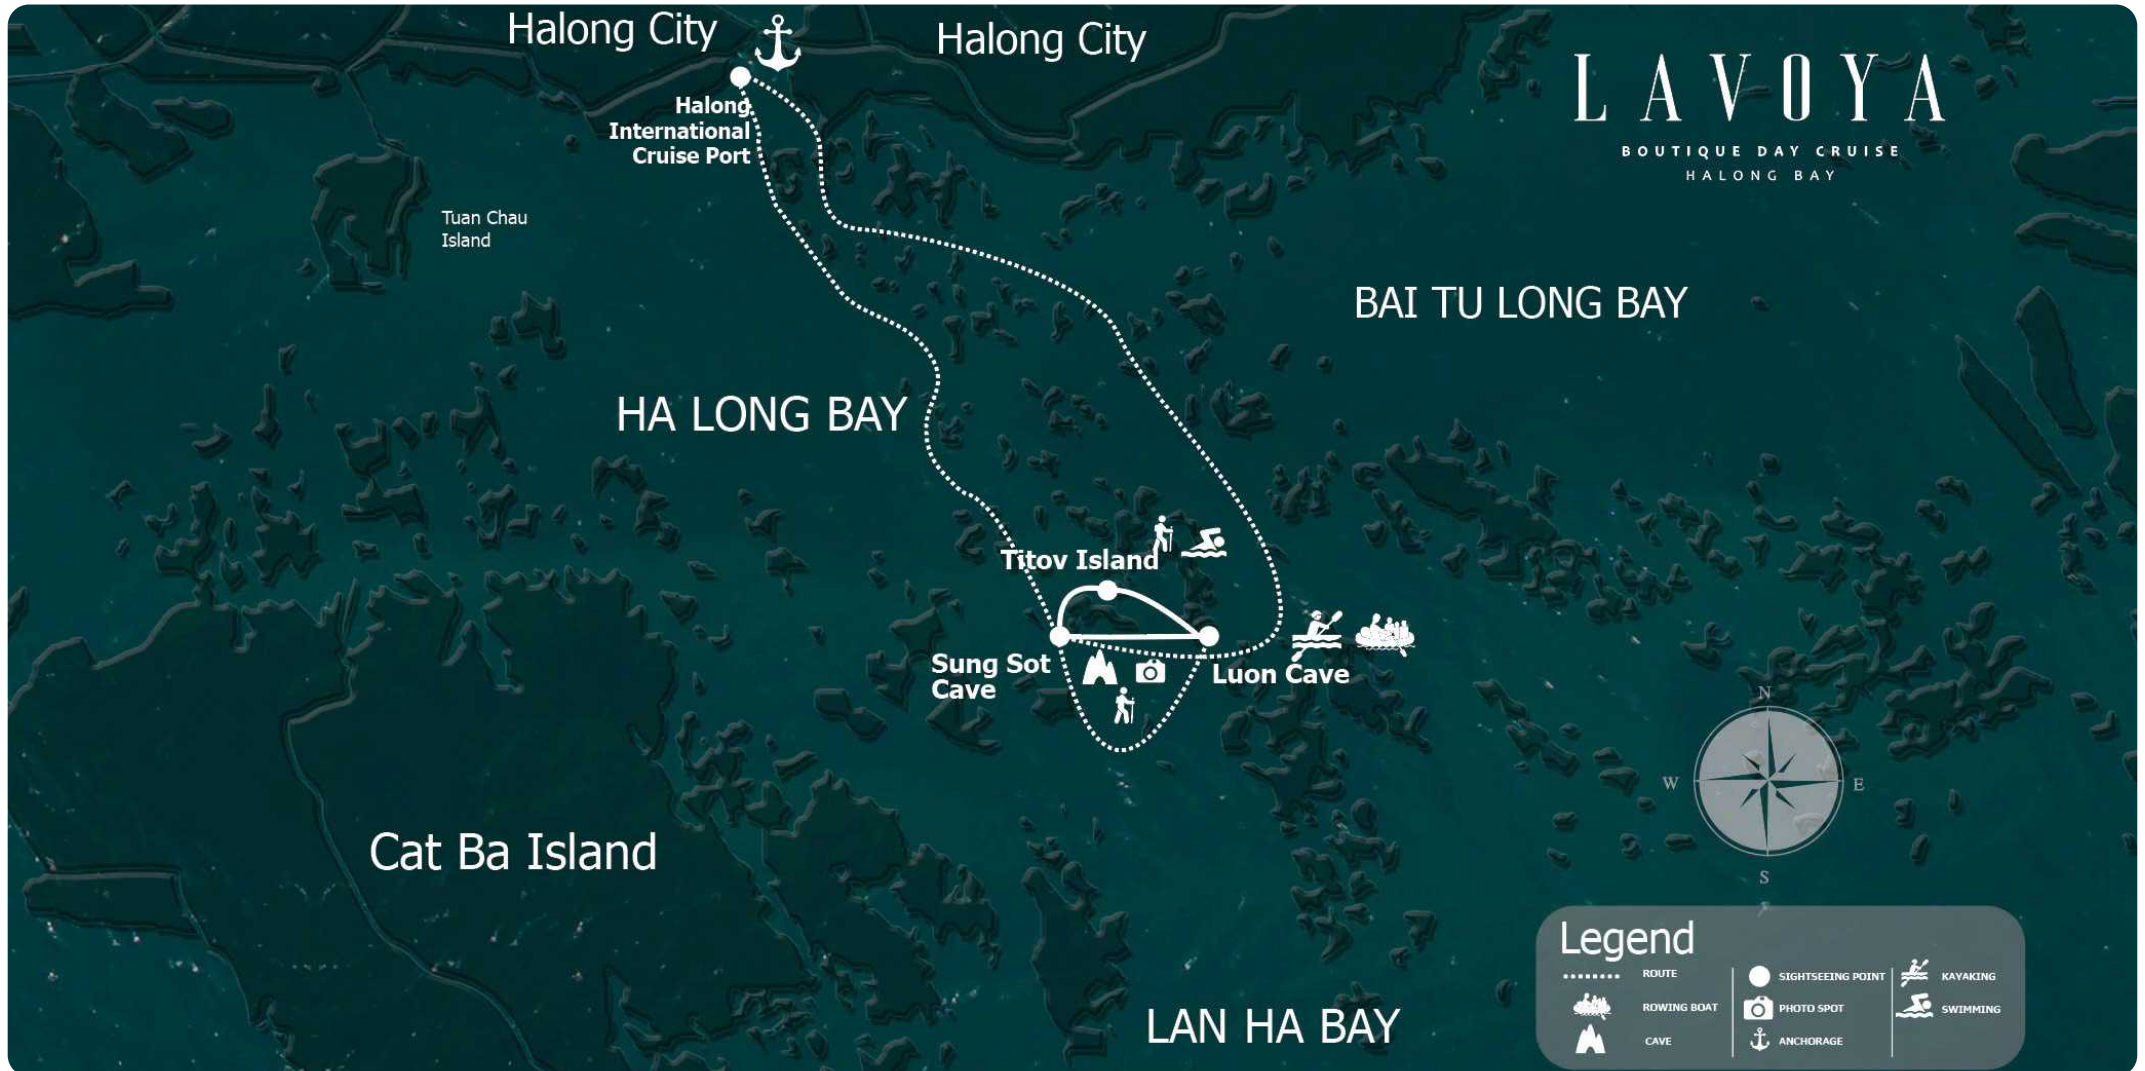 Halong City
Halong City
Halong
International
Cruise Port
LAVOYA
BOUTIQUE DAY CRUISE
HALONG BAY
Tuan Chau
Island
BAI TU LONG BAY
HA LONG BAY
Titov Island
Sung Sot
Cave
Luon Cave
N
W
E
S
Cat Ba Island
LAN HA BAY
Legend
ROUTE
ROWING BOAT
CAVE
SIGHTSEEING POINT
PHOTO SPOT
ANCHORAGE
KAYAKING
SWIMMING